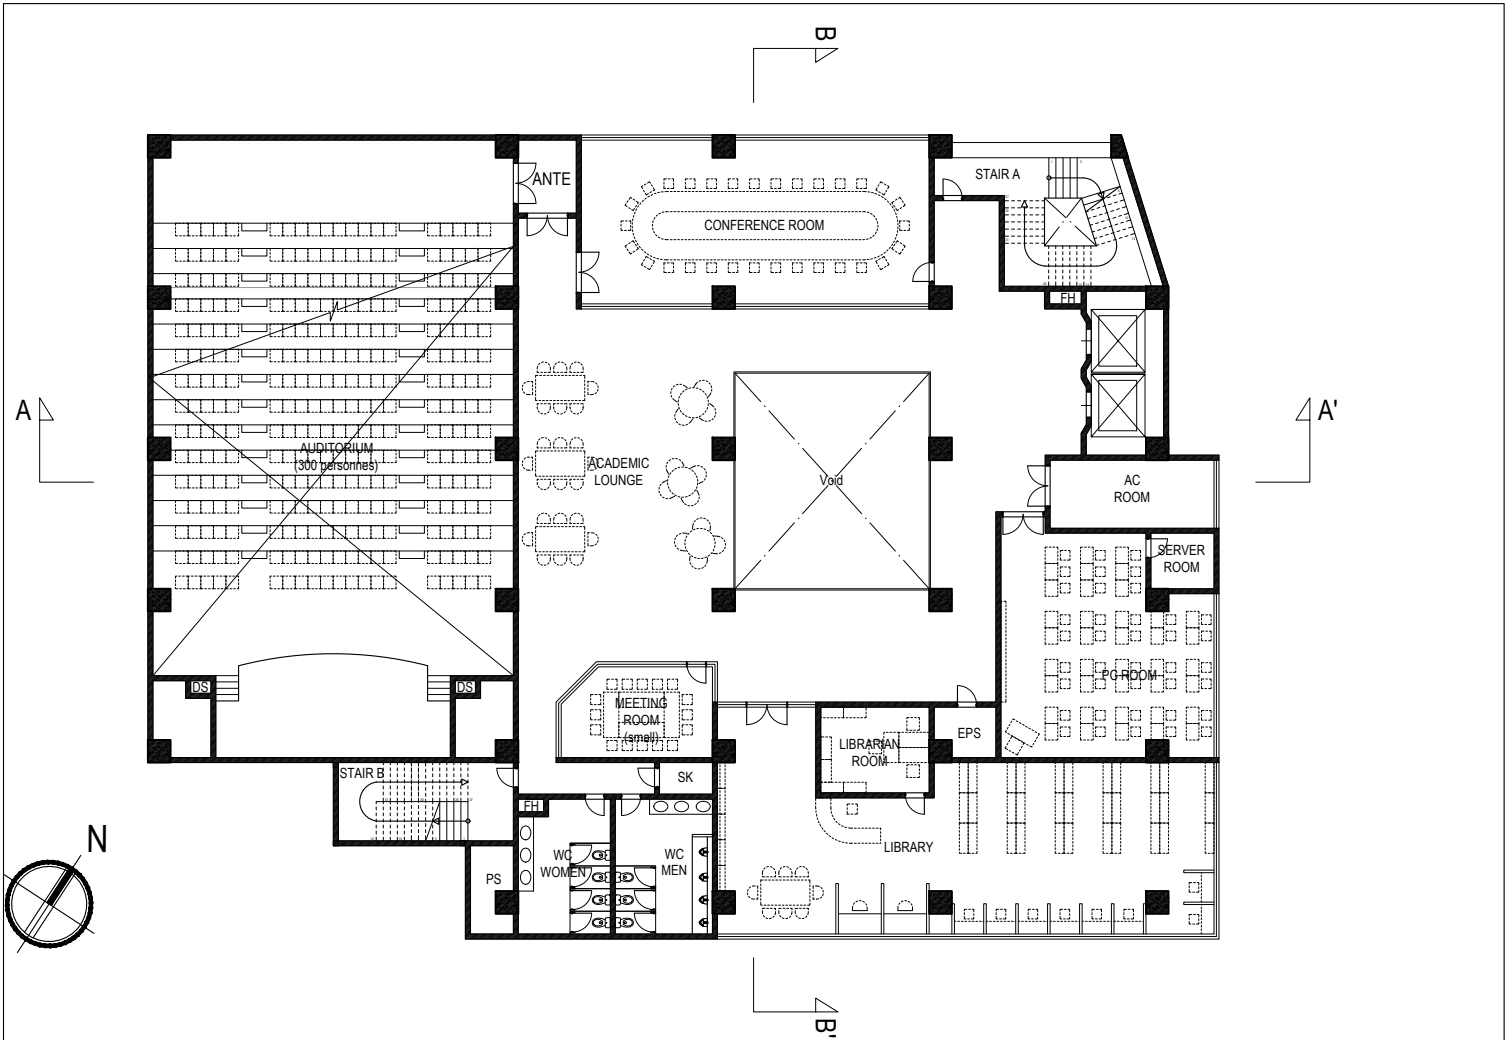 B
STAIR A
ANTE
CONFERENCE ROOM
FH
A
A'
AUDITORIUM
(300 personnes)
ACADEMIC
LOUNGE
Void
AC
ROOM
SERVER
ROOM
PC ROOM
DS
DS
MEETING
ROOM
(small)
LIBRARIAN
ROOM
EPS
STAIR B
SK
FH
WC
WOMEN
WC
MEN
LIBRARY
PS
N
B'